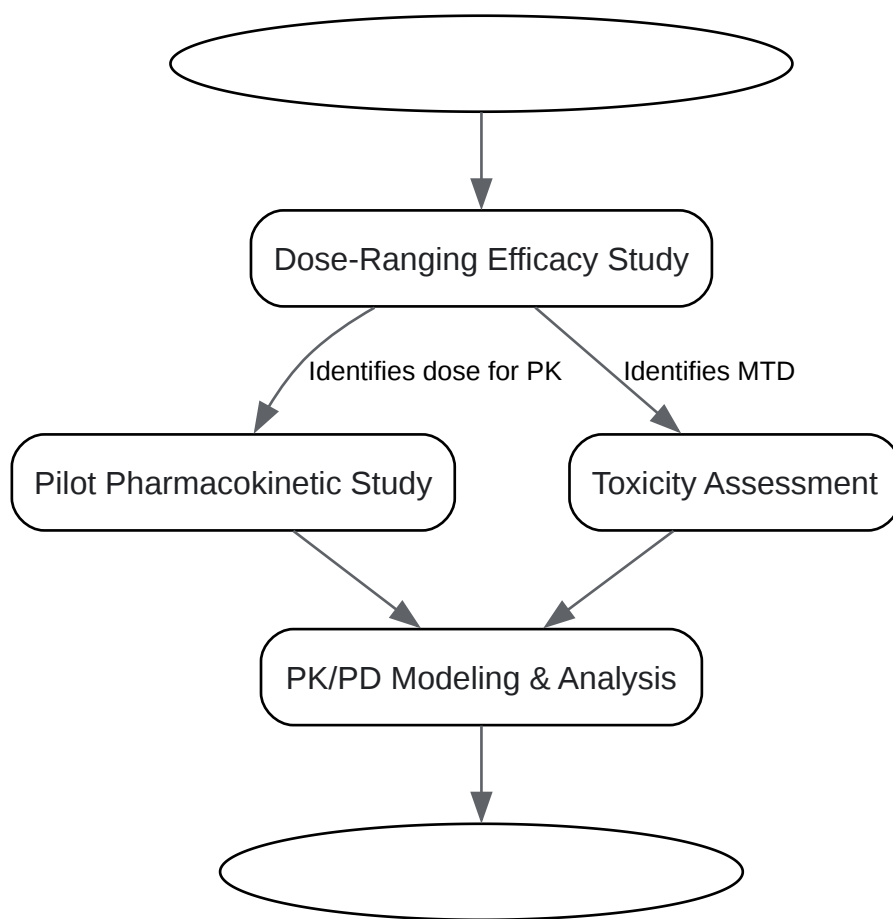 Dose-Ranging Efficacy Study
Identifies dose for PK
Identifies MTD
Pilot Pharmacokinetic Study
Toxicity Assessment
PK/PD Modeling & Analysis